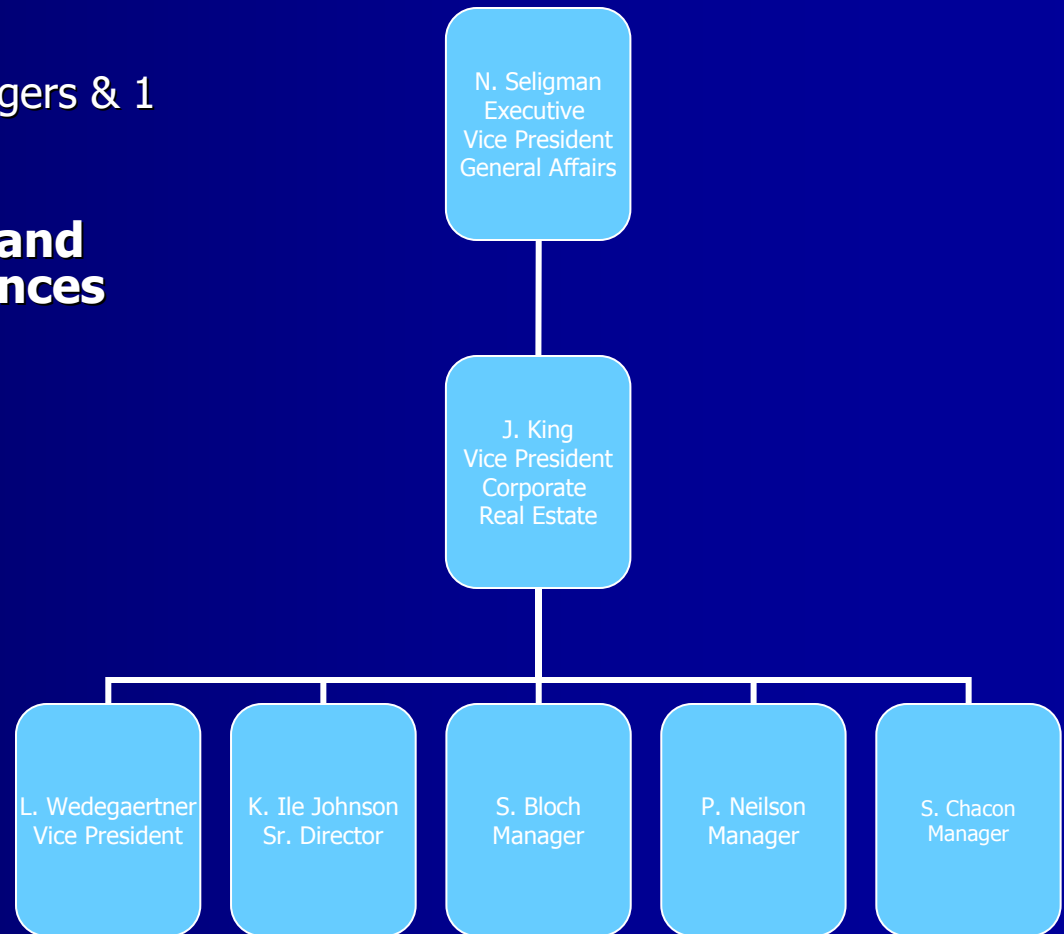 gers & 1
and
nces
N. Seligman
Executive
Vice President
General Affairs
J. King
Vice President
Corporate
Real Estate
L. Wedegaertner
Vice President
K. Ile Johnson
Sr. Director
S. Bloch
Manager
P. Neilson
Manager
S. Chacon
Manager